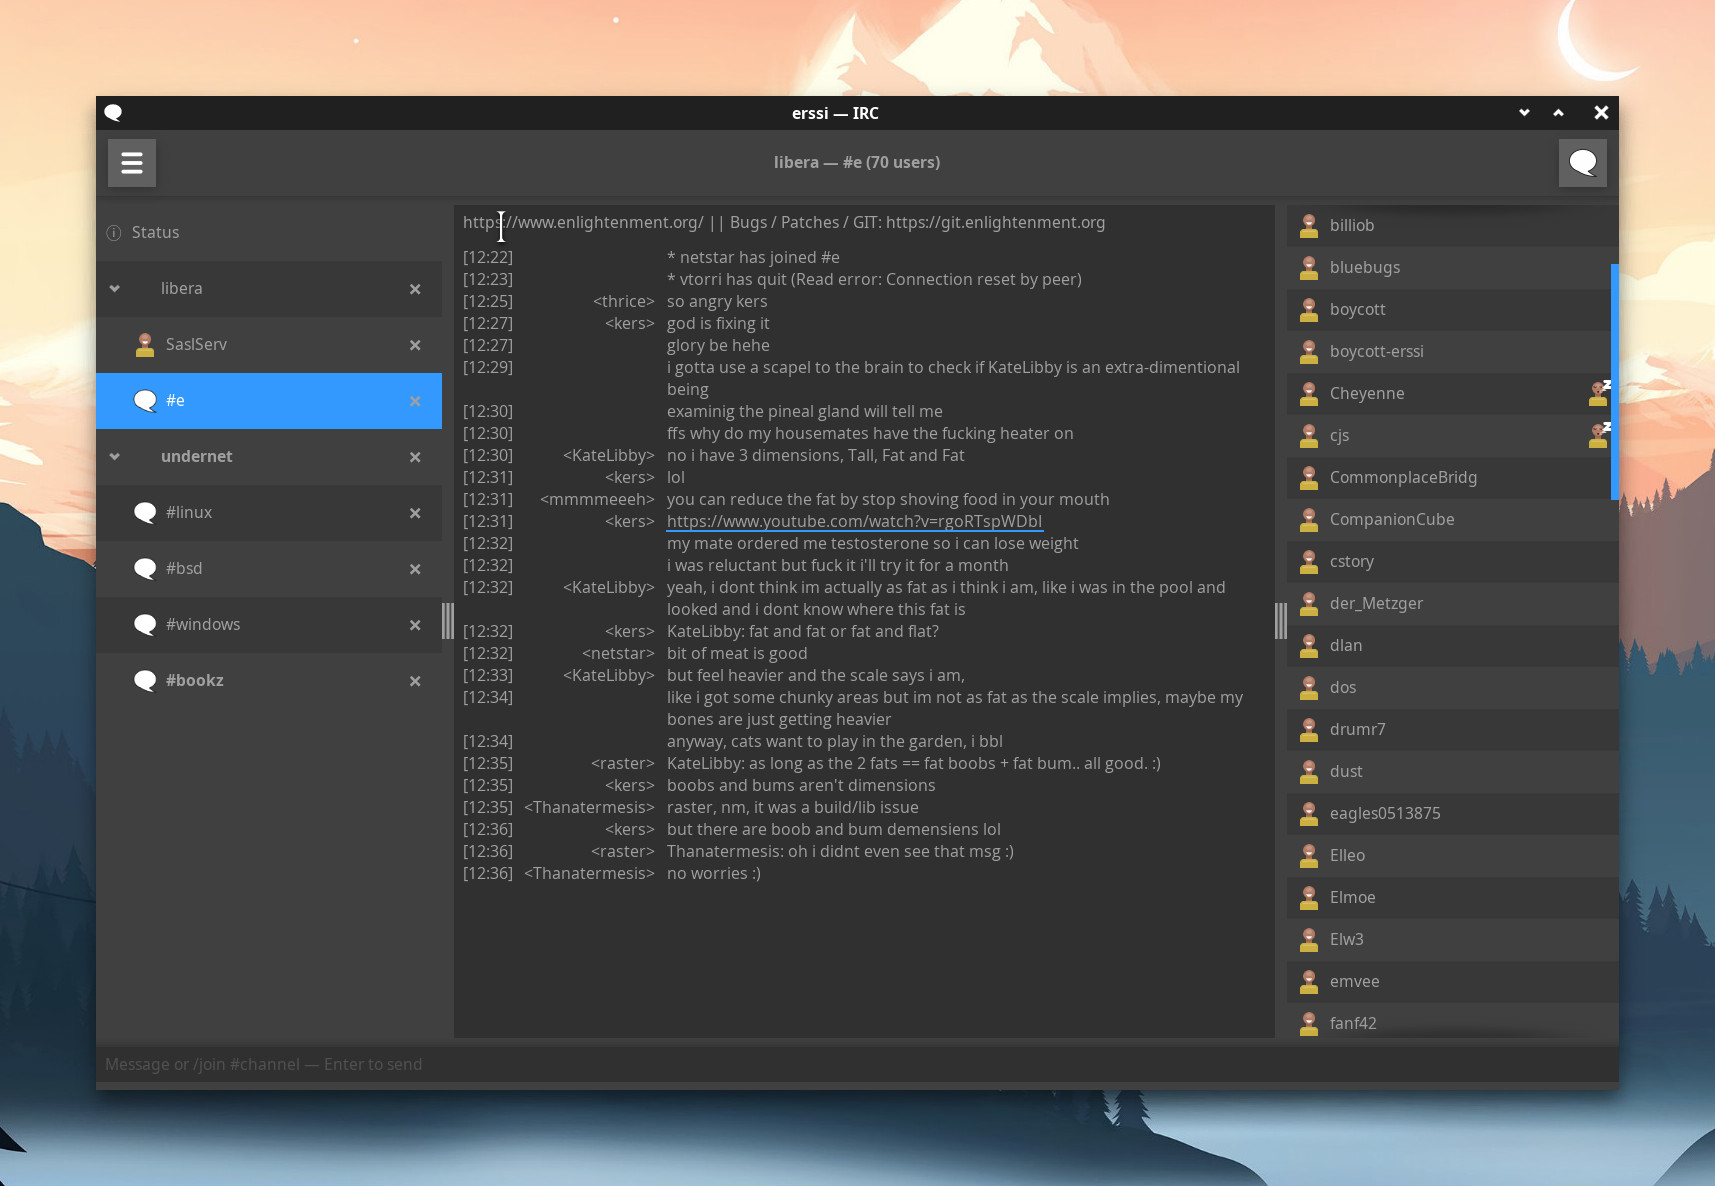 erssi — IRC
libera — #e (70 users)
Status
libera
SaslServ
#e
undernet
#linux
#bsd
#windows
#bookz
https://www.enlightenment.org/ || Bugs / Patches / GIT: https://git.enlightenment.org
[12:22] * netstar has joined #e
[12:23] * vtorri has quit (Read error: Connection reset by peer)
[12:25] <thrice> so angry kers
[12:27] <kers> god is fixing it
[12:27] glory be hehe
[12:29] i gotta use a scapel to the brain to check if KateLibby is an extra-dimentional
being
[12:30] examinig the pineal gland will tell me
[12:30] ffs why do my housemates have the fucking heater on
[12:30] <KateLibby> no i have 3 dimensions, Tall, Fat and Fat
[12:31] <kers> lol
[12:31] <mmmmeeeh> you can reduce the fat by stop shoving food in your mouth
[12:31] <kers> https://www.youtube.com/watch?v=rgoRTspWDbI
[12:32] my mate ordered me testosterone so i can lose weight
[12:32] i was reluctant but fuck it i'll try it for a month
[12:32] <KateLibby> yeah, i dont think im actually as fat as i think i am, like i was in the pool and
looked and i dont know where this fat is
[12:32] <kers> KateLibby: fat and fat or fat and flat?
[12:32] <netstar> bit of meat is good
[12:33] <KateLibby> but feel heavier and the scale says i am,
[12:34] like i got some chunky areas but im not as fat as the scale implies, maybe my
bones are just getting heavier
[12:34] anyway, cats want to play in the garden, i bbl
[12:35] <raster> KateLibby: as long as the 2 fats == fat boobs + fat bum.. all good. :)
[12:35] <kers> boobs and bums aren't dimensions
[12:35] <Thanatermesis> raster, nm, it was a build/lib issue
[12:36] <kers> but there are boob and bum demensiens lol
[12:36] <raster> Thanatermesis: oh i didnt even see that msg :)
[12:36] <Thanatermesis> no worries :)
billiob
bluebugs
boycott
boycott-erssi
Cheyenne
cjs
CommonplaceBridg
CompanionCube
cstory
der_Metzger
dlan
dos
drumr7
dust
eagles0513875
Elleo
Elmoe
Elw3
emvee
fanf42
Message or /join #channel — Enter to send